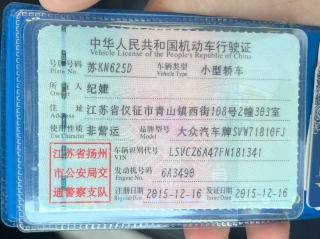 中华人民共和国机动车行驶证
Vehicle License of the People's Republic of China
号牌号码 苏KN625D 车辆类型 小型轿车
Plate No. Vehicle Type
所有人 纪婕
Owner
住址 江苏省仪征市青山镇西街108号2幢303室
Address
使用性质 非营运 品牌型号 大众汽车牌SVW71810FJ
Use Character Model
江苏省扬州
市公安局交
通警察支队
车辆识别代号 LSVCZ6A47FN181341
VIN
发动机号码 6A3490
Engine No.
注册日期 2015-12-16 发证日期 2015-12-16
Register Date Issue Date